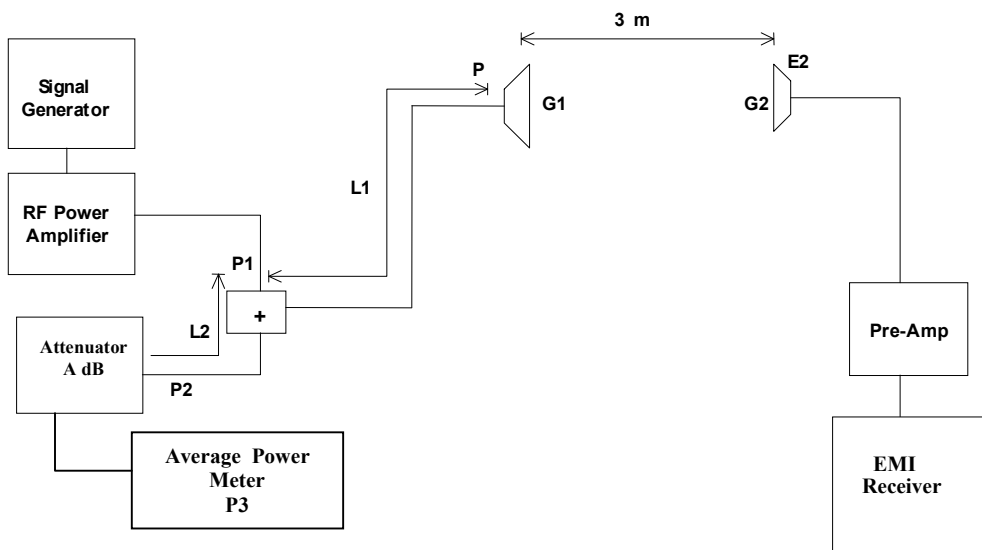 3 m
P
E2
Signal
Generator
G1
G2
L1
RF Power
Amplifier
P1
+
L2
Attenuator
A dB
Pre-Amp
P2
Average Power
Meter
P3
EMI
Receiver